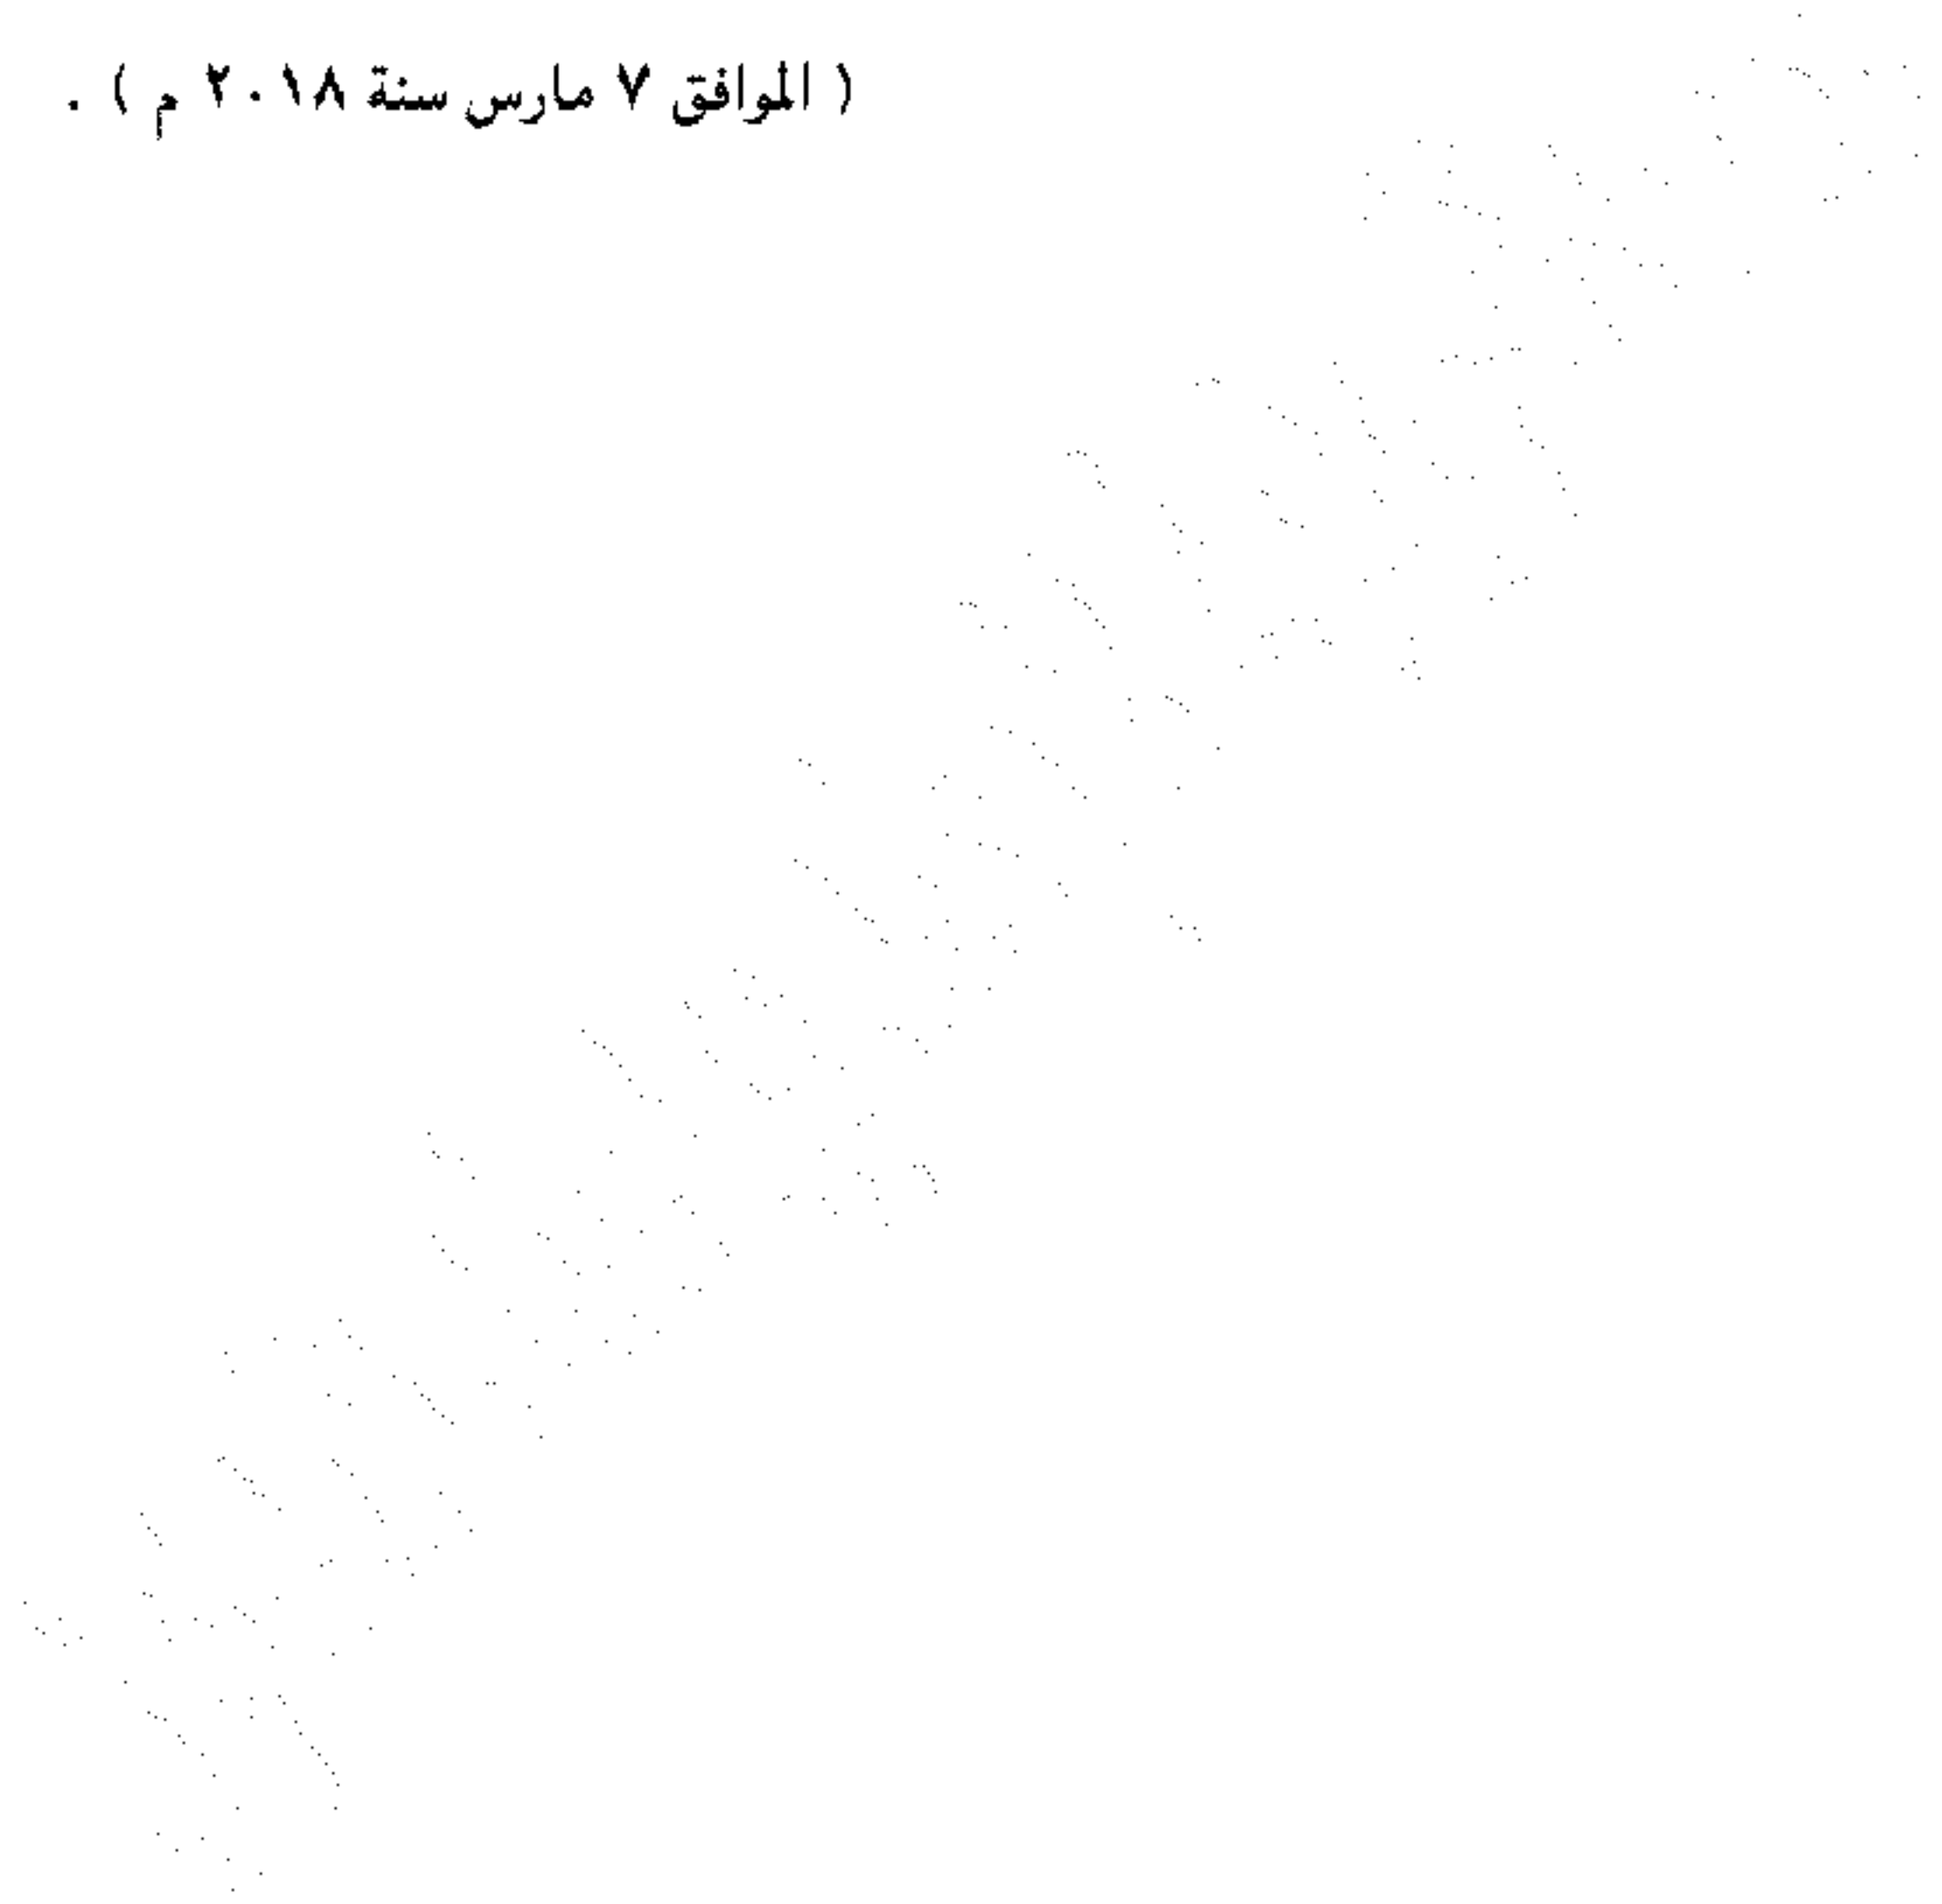 ( الموافق ٧ مارس سنة ٢٠١٨ م ) .